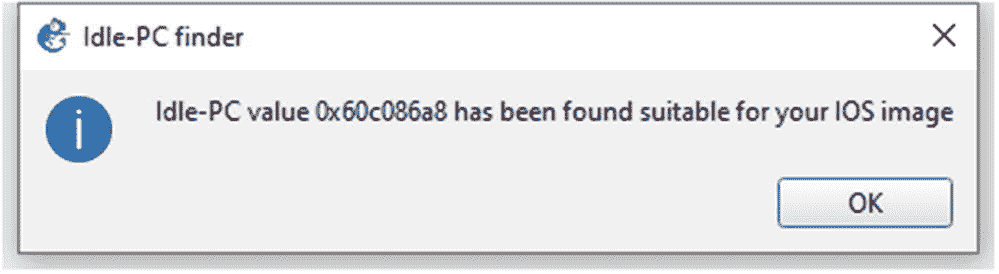 Idle-PC finder
Idle-PC value 0x60c086a8 has been found suitable for your IOS image
OK